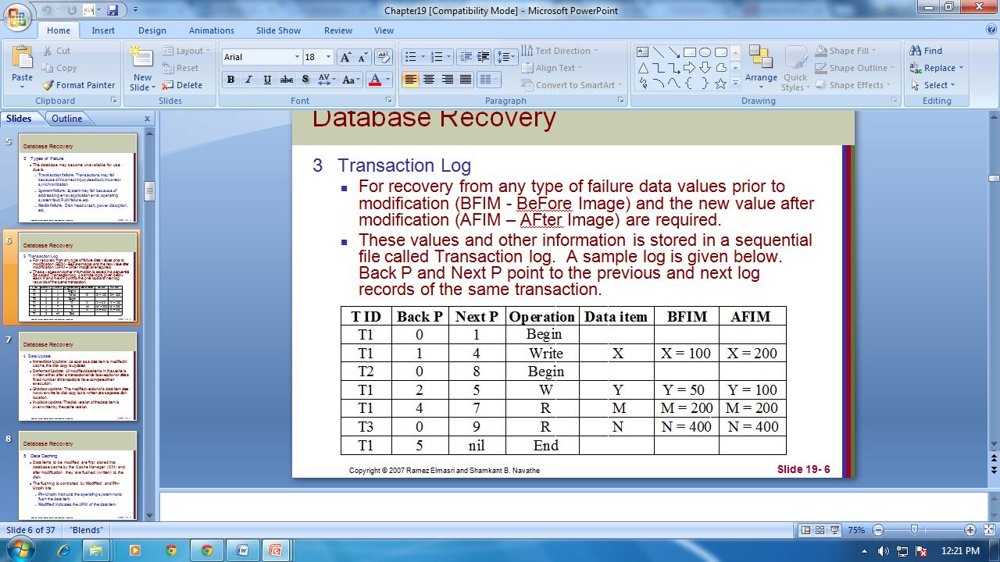 Chapter19 [Compatibility Mode] - Microsoft PowerPoint
Home Insert Design Animations Slide Show Review View
Paste
Cut
Copy
Format Painter
Clipboard
New
Slide
Layout
Reset
Delete
Slides
Arial 18
B I U abc S AV Aa A
Font
Text Direction
Align Text
Convert to SmartArt
Paragraph
Arrange
Quick
Styles
Shape Fill
Shape Outline
Shape Effects
Drawing
Find
Replace
Select
Editing
Slides Outline x
5
Database Recovery
2 Types of Failure
The database may become unavailable for use
due to
Transaction failure: Transactions may fail
because of incorrect input, deadlock, incorrect
synchronization.
System failure: System may fail because of
addressing error, application error, operating
system fault, RAM failure, etc.
Media failure: Disk head crash, power disruption,
etc.
6
Database Recovery
3 Transaction Log
7
Database Recovery
4 Data Update
Immediate Update: As soon as a data item is modified in
cache, the disk copy is updated.
Deferred Update: All modified data items in the cache is
written either after a transaction ends its execution or after a
fixed number of transactions have completed their
execution.
Shadow update: The modified version of a data item does
not overwrite its disk copy but is written at a separate disk
location.
In-place update: The disk version of the data item is
overwritten by the cache version.
8
Database Recovery
5 Data Caching
Data items to be modified are first stored into
database cache by the Cache Manager (CM) and
after modification they are flushed (written) to the
disk.
The flushing is controlled by Modified and Pin-
Unpin bits.
Pin-Unpin: Instructs the operating system not to
flush the data item.
Modified: Indicates the AFIM of the data item.
Database Recovery
3 Transaction Log
For recovery from any type of failure data values prior to
modification (BFIM - BeFore Image) and the new value after
modification (AFIM – AFter Image) are required.
These values and other information is stored in a sequential
file called Transaction log. A sample log is given below.
Back P and Next P point to the previous and next log
records of the same transaction.
T ID Back P Next P Operation Data item BFIM AFIM
T1 0 1 Begin
T1 1 4 Write X X = 100 X = 200
T2 0 8 Begin
T1 2 5 W Y Y = 50 Y = 100
T1 4 7 R M M = 200 M = 200
T3 0 9 R N N = 400 N = 400
T1 5 nil End
Copyright © 2007 Ramez Elmasri and Shamkant B. Navathe
Slide 19- 6
Slide 6 of 37 "Blends" 75%
12:21 PM